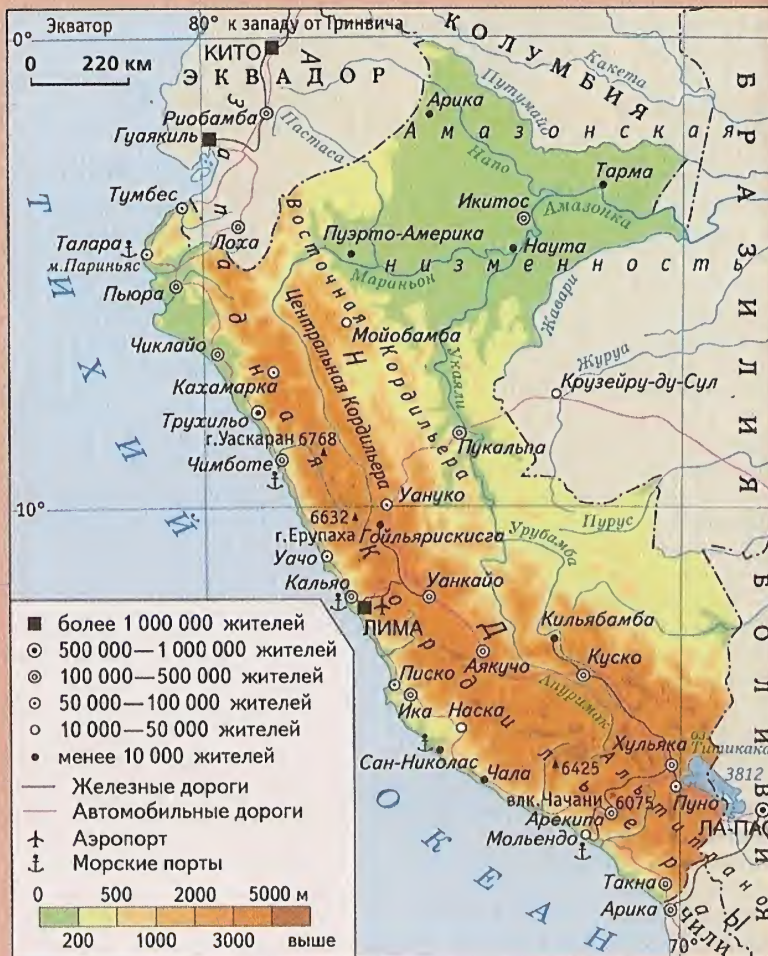 Экватор
80° к западу от Гринвича
0°
КОЛУМБИЯ
КИТО
0 220 км
ЭКВАДОР
Какета
Путумайо
Риобамба
Арика
БРАЗИЛИЯ
Гуаякиль
Пастаса
Амазонская
Напо
Тарма
Тумбес
Икитос
Амазонка
Лоха
Пуэрто-Америка
Наута
Талара
м.Париньяс
Мараньон
низменность
Пьюра
Восточная Кордильера
Центральная Кордильера
Западная Кордильера
АНДЫ
Жавари
Мойобамба
Чиклайо
Укаяли
Журуа
Кахамарка
Крузейру-ду-Сул
Трухильо
г.Уаскаран 6768
Пукальпа
Чимботе
Уануко
10°
6632
г.Ерупаха
Гойльярискисга
Урубамба
Пурус
Уачо
Кальяо
Уанкайо
ЛИМА
Кильябамба
БОЛИВИЯ
Аякучо
Куско
Писко
Апуримак
Ика
Наска
оз.
Титикака
Хульяка
3812
Сан-Николас
6425
Альтиплано
Чала
влк.Чачани 6075
Пуно
Арекипа
ЛА-ПАС
Мольендо
Такна
Арика
ЧИЛИ
70°
ТИХИЙ
ОКЕАН
более 1 000 000 жителей
500 000—1 000 000 жителей
100 000—500 000 жителей
50 000—100 000 жителей
10 000—50 000 жителей
менее 10 000 жителей
Железные дороги
Автомобильные дороги
Аэропорт
Морские порты
0 500 2000 5000 м
200 1000 3000 выше